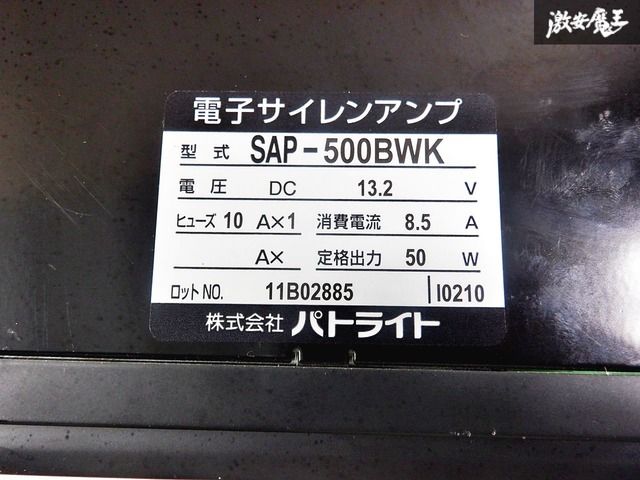 激安魔王
電子サイレンアンプ
型式 SAP-500BWK
電圧 DC 13.2 V
ヒューズ 10 A×1 消費電流 8.5 A
A× 定格出力 50 W
ロットNO. 11B02885 I0210
株式会社 パトライト